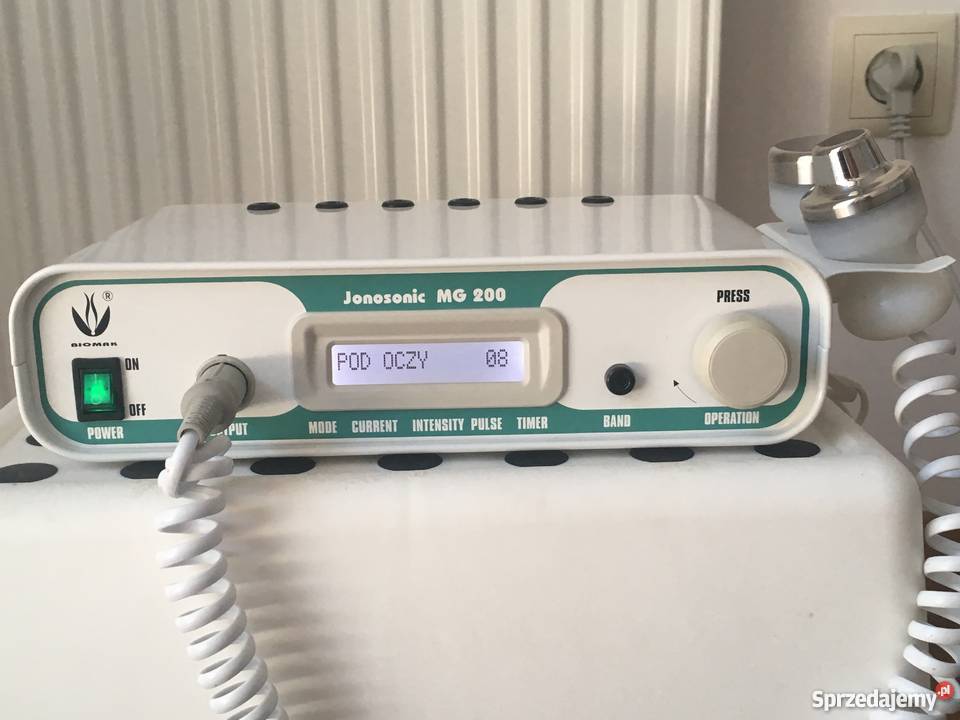 Jonosonic MG 200
PRESS
®
BIOMAK
POD OCZY 08
ON
OFF
POWER
OUTPUT
MODE CURRENT INTENSITY PULSE TIMER
BAND
OPERATION
Sprzedajemy.pl